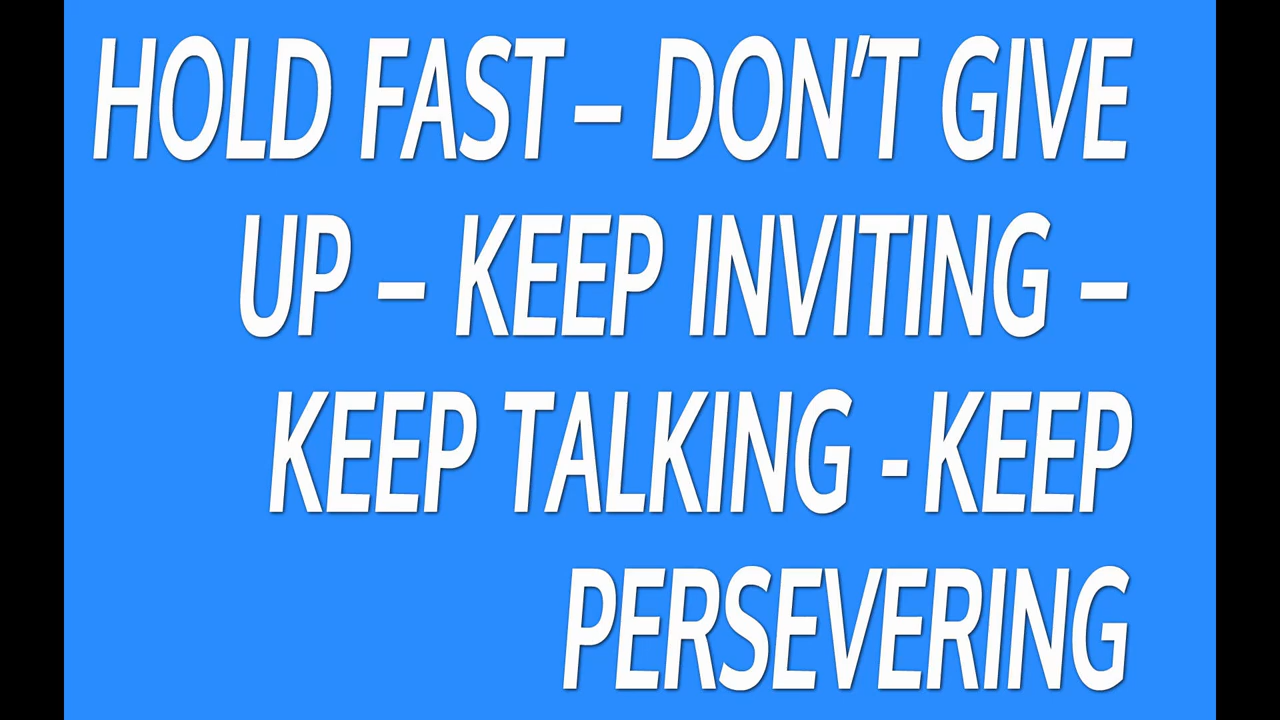 HOLD FAST – DON’T GIVE
UP – KEEP INVITING –
KEEP TALKING - KEEP
PERSEVERING